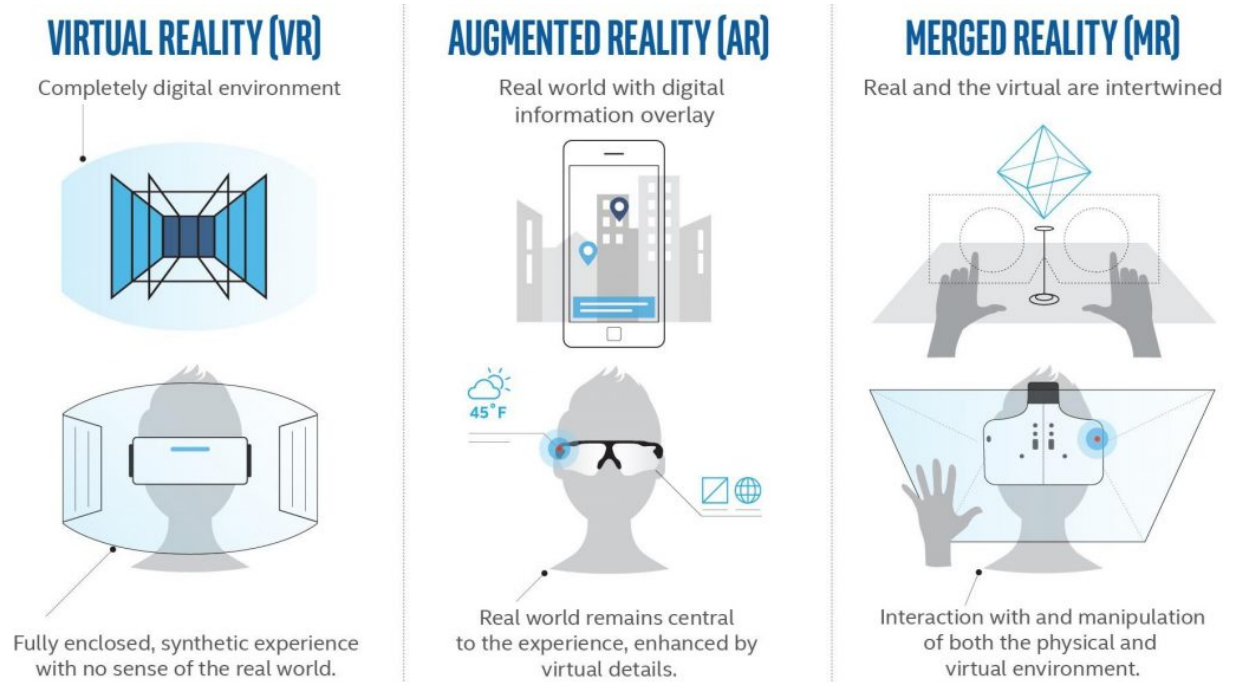 VIRTUAL REALITY (VR)
Completely digital environment
Fully enclosed, synthetic experience
with no sense of the real world.
AUGMENTED REALITY (AR)
Real world with digital
information overlay
45°F
Real world remains central
to the experience, enhanced by
virtual details.
MERGED REALITY (MR)
Real and the virtual are intertwined
Interaction with and manipulation
of both the physical and
virtual environment.